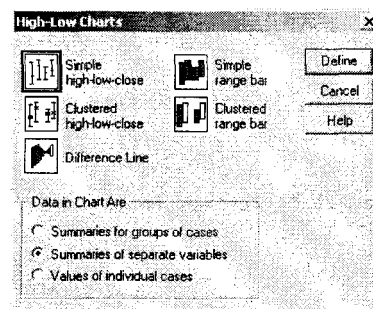 High-Low Charts
Simple
high-low-close
Simple
range bar
Define
Clustered
high-low-close
Clustered
range bar
Cancel
Help
Difference Line
Data in Chart Are
Summaries for groups of cases
Summaries of separate variables
Values of individual cases